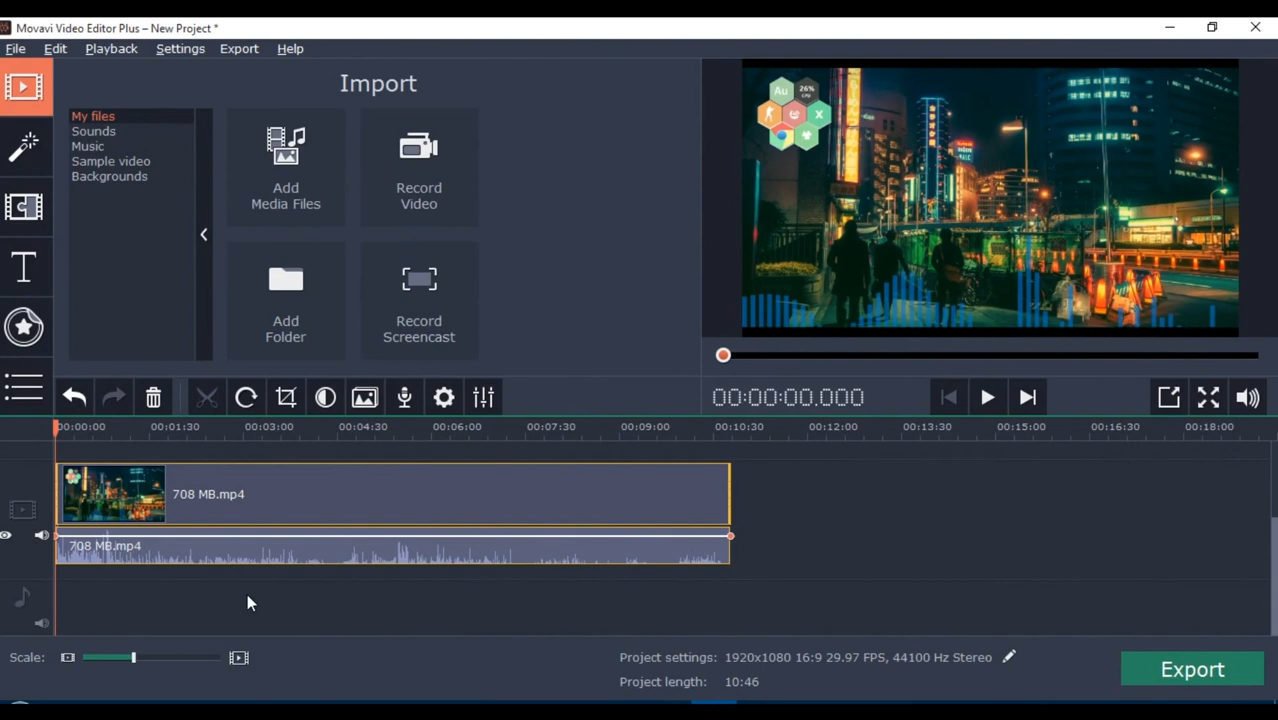 Movavi Video Editor Plus – New Project *
File Edit Playback Settings Export Help
Import
My files
Sounds
Music
Sample video
Backgrounds
Add
Media Files
Record
Video
Add
Folder
Record
Screencast
Au
26%
CPU
00:00:00.000
00:00:00 00:01:30 00:03:00 00:04:30 00:06:00 00:07:30 00:09:00 00:10:30 00:12:00 00:13:30 00:15:00 00:16:30 00:18:00
708 MB.mp4
708 MB.mp4
Scale:
Project settings: 1920x1080 16:9 29.97 FPS, 44100 Hz Stereo
Project length: 10:46
Export